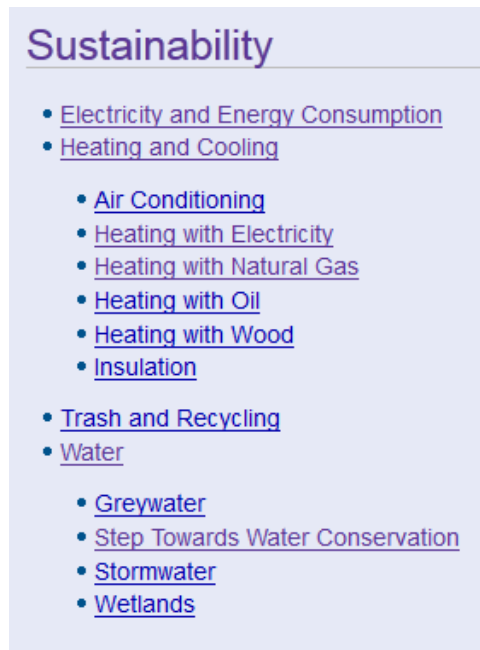 Sustainability
Electricity and Energy Consumption
Heating and Cooling
Air Conditioning
Heating with Electricity
Heating with Natural Gas
Heating with Oil
Heating with Wood
Insulation
Trash and Recycling
Water
Greywater
Step Towards Water Conservation
Stormwater
Wetlands